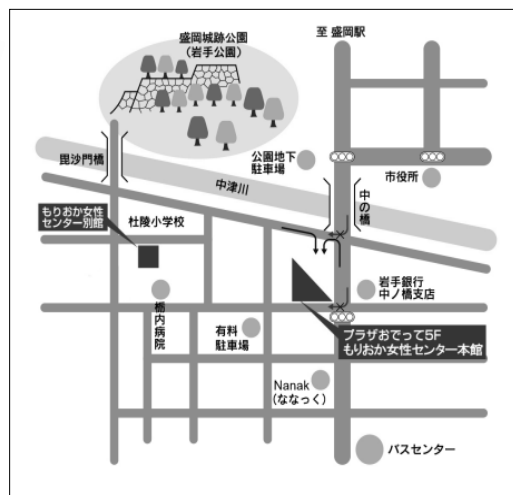 盛岡城跡公園
（岩手公園）
至 盛岡駅
毘沙門橋
公園地下
駐車場
市役所
中津川
中の橋
もりおか女性
センター別館
杜陵小学校
岩手銀行
中ノ橋支店
栃内病院
有料
駐車場
プラザおでって5F
もりおか女性センター本館
Nanak
（ななっく）
バスセンター